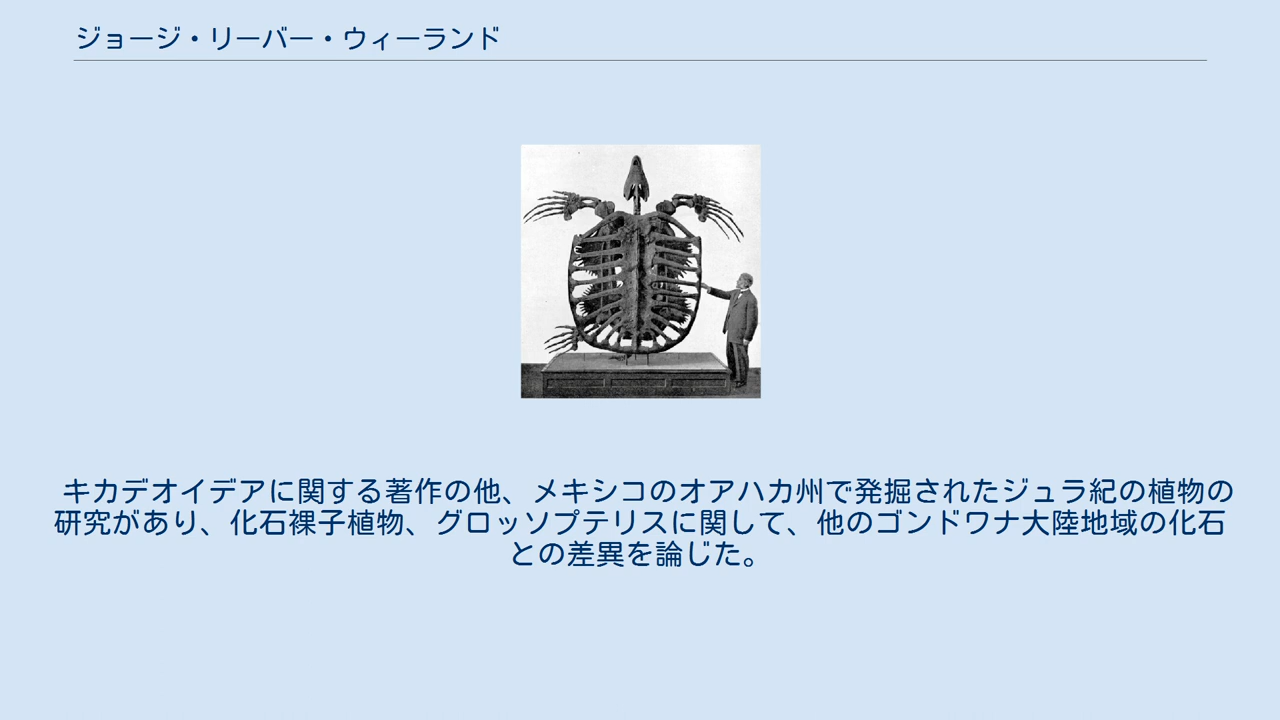 ジョージ・リーバー・ウィーランド
キカデオイデアに関する著作の他、メキシコのオアハカ州で発掘されたジュラ紀の植物の
研究があり、化石裸子植物、グロッソプテリスに関して、他のゴンドワナ大陸地域の化石
との差異を論じた。